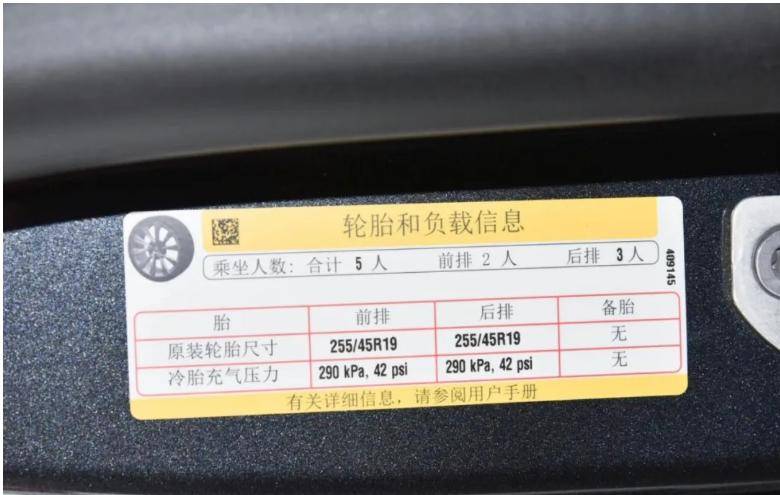 轮胎和负载信息
乘坐人数: 合计 5 人 前排 2 人 后排 3 人
409145
胎 前排 后排 备胎
原装轮胎尺寸 255/45R19 255/45R19 无
冷胎充气压力 290 kPa, 42 psi 290 kPa, 42 psi 无
有关详细信息，请参阅用户手册